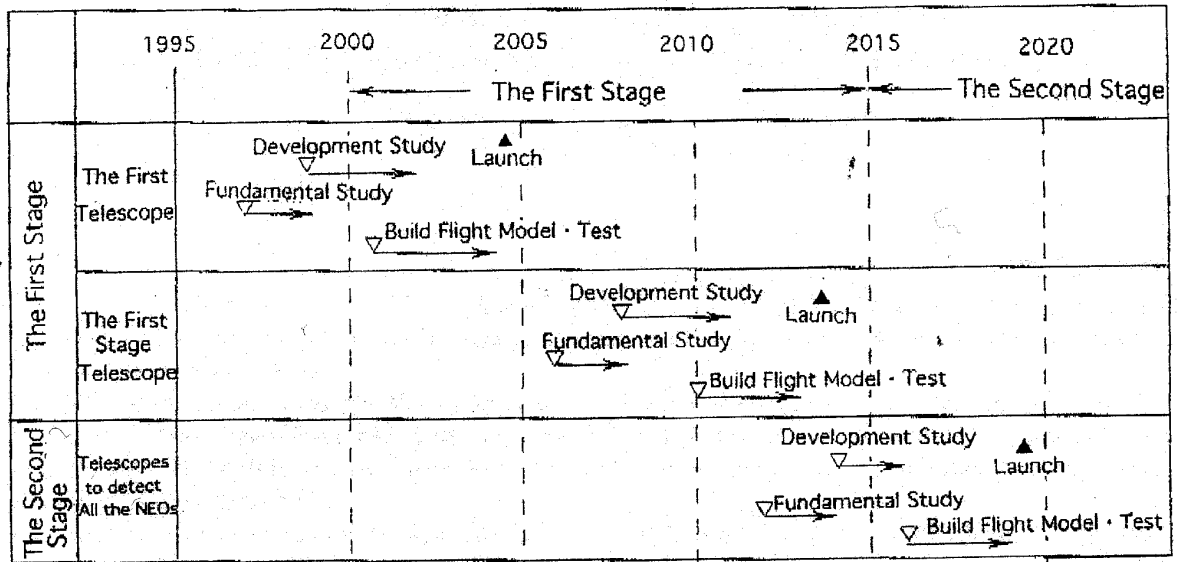 1995 2000 2005 2010 2015 2020
The First Stage The Second Stage
The First Stage
The First
Telescope
Development Study
Launch
Fundamental Study
Build Flight Model · Test
The First
Stage
Telescope
Development Study
Launch
Fundamental Study
Build Flight Model · Test
The Second
Stage
Telescopes
to detect
All the NEOs
Development Study
Launch
Fundamental Study
Build Flight Model · Test